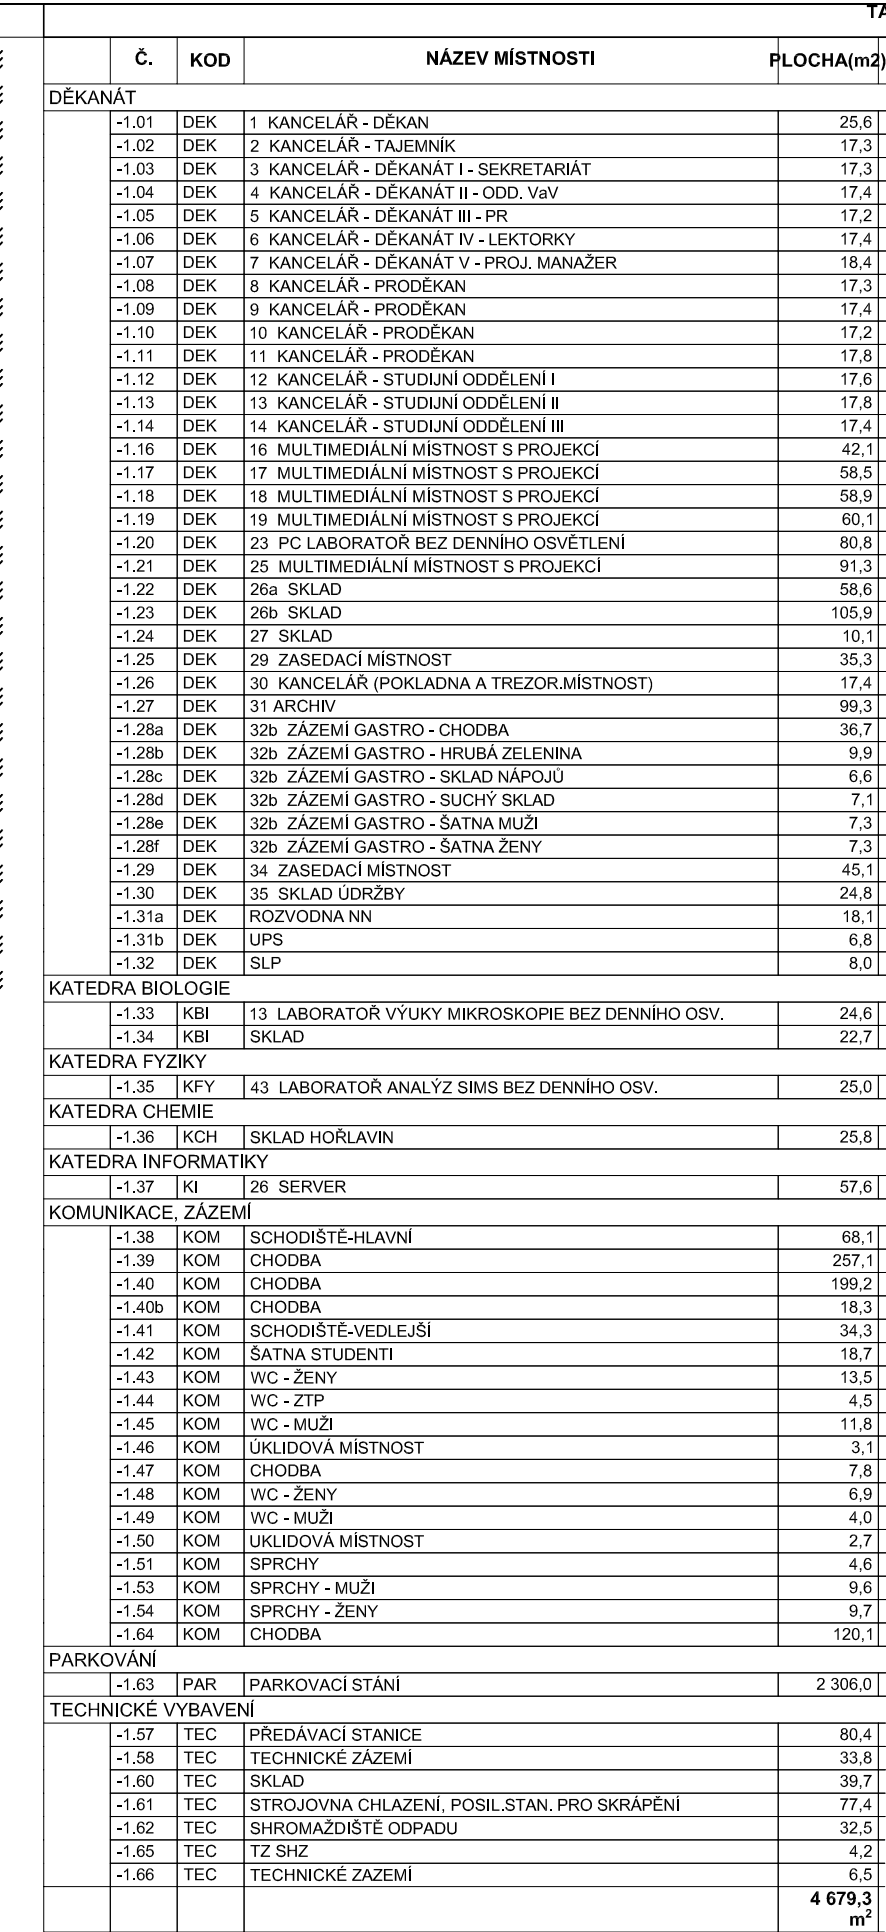 TA
Č. KOD NÁZEV MÍSTNOSTI PLOCHA(m2)
DĚKANÁT
-1.01 DEK 1 KANCELÁŘ - DĚKAN 25,6
-1.02 DEK 2 KANCELÁŘ - TAJEMNÍK 17,3
-1.03 DEK 3 KANCELÁŘ - DĚKANÁT I - SEKRETARIÁT 17,3
-1.04 DEK 4 KANCELÁŘ - DĚKANÁT II - ODD. VaV 17,4
-1.05 DEK 5 KANCELÁŘ - DĚKANÁT III - PR 17,2
-1.06 DEK 6 KANCELÁŘ - DĚKANÁT IV - LEKTORKY 17,4
-1.07 DEK 7 KANCELÁŘ - DĚKANÁT V - PROJ. MANAŽER 18,4
-1.08 DEK 8 KANCELÁŘ - PRODĚKAN 17,3
-1.09 DEK 9 KANCELÁŘ - PRODĚKAN 17,4
-1.10 DEK 10 KANCELÁŘ - PRODĚKAN 17,2
-1.11 DEK 11 KANCELÁŘ - PRODĚKAN 17,8
-1.12 DEK 12 KANCELÁŘ - STUDIJNÍ ODDĚLENÍ I 17,6
-1.13 DEK 13 KANCELÁŘ - STUDIJNÍ ODDĚLENÍ II 17,8
-1.14 DEK 14 KANCELÁŘ - STUDIJNÍ ODDĚLENÍ III 17,4
-1.16 DEK 16 MULTIMEDIÁLNÍ MÍSTNOST S PROJEKCÍ 42,1
-1.17 DEK 17 MULTIMEDIÁLNÍ MÍSTNOST S PROJEKCÍ 58,5
-1.18 DEK 18 MULTIMEDIÁLNÍ MÍSTNOST S PROJEKCÍ 58,9
-1.19 DEK 19 MULTIMEDIÁLNÍ MÍSTNOST S PROJEKCÍ 60,1
-1.20 DEK 23 PC LABORATOŘ BEZ DENNÍHO OSVĚTLENÍ 80,8
-1.21 DEK 25 MULTIMEDIÁLNÍ MÍSTNOST S PROJEKCÍ 91,3
-1.22 DEK 26a SKLAD 58,6
-1.23 DEK 26b SKLAD 105,9
-1.24 DEK 27 SKLAD 10,1
-1.25 DEK 29 ZASEDACÍ MÍSTNOST 35,3
-1.26 DEK 30 KANCELÁŘ (POKLADNA A TREZOR.MÍSTNOST) 17,4
-1.27 DEK 31 ARCHIV 99,3
-1.28a DEK 32b ZÁZEMÍ GASTRO - CHODBA 36,7
-1.28b DEK 32b ZÁZEMÍ GASTRO - HRUBÁ ZELENINA 9,9
-1.28c DEK 32b ZÁZEMÍ GASTRO - SKLAD NÁPOJŮ 6,6
-1.28d DEK 32b ZÁZEMÍ GASTRO - SUCHÝ SKLAD 7,1
-1.28e DEK 32b ZÁZEMÍ GASTRO - ŠATNA MUŽI 7,3
-1.28f DEK 32b ZÁZEMÍ GASTRO - ŠATNA ŽENY 7,3
-1.29 DEK 34 ZASEDACÍ MÍSTNOST 45,1
-1.30 DEK 35 SKLAD ÚDRŽBY 24,8
-1.31a DEK ROZVODNA NN 18,1
-1.31b DEK UPS 6,8
-1.32 DEK SLP 8,0
KATEDRA BIOLOGIE
-1.33 KBI 13 LABORATOŘ VÝUKY MIKROSKOPIE BEZ DENNÍHO OSV. 24,6
-1.34 KBI SKLAD 22,7
KATEDRA FYZIKY
-1.35 KFY 43 LABORATOŘ ANALÝZ SIMS BEZ DENNÍHO OSV. 25,0
KATEDRA CHEMIE
-1.36 KCH SKLAD HOŘLAVIN 25,8
KATEDRA INFORMATIKY
-1.37 KI 26 SERVER 57,6
KOMUNIKACE, ZÁZEMÍ
-1.38 KOM SCHODIŠTĚ-HLAVNÍ 68,1
-1.39 KOM CHODBA 257,1
-1.40 KOM CHODBA 199,2
-1.40b KOM CHODBA 18,3
-1.41 KOM SCHODIŠTĚ-VEDLEJŠÍ 34,3
-1.42 KOM ŠATNA STUDENTI 18,7
-1.43 KOM WC - ŽENY 13,5
-1.44 KOM WC - ZTP 4,5
-1.45 KOM WC - MUŽI 11,8
-1.46 KOM ÚKLIDOVÁ MÍSTNOST 3,1
-1.47 KOM CHODBA 7,8
-1.48 KOM WC - ŽENY 6,9
-1.49 KOM WC - MUŽI 4,0
-1.50 KOM UKLIDOVÁ MÍSTNOST 2,7
-1.51 KOM SPRCHY 4,6
-1.53 KOM SPRCHY - MUŽI 9,6
-1.54 KOM SPRCHY - ŽENY 9,7
-1.64 KOM CHODBA 120,1
PARKOVÁNÍ
-1.63 PAR PARKOVACÍ STÁNÍ 2 306,0
TECHNICKÉ VYBAVENÍ
-1.57 TEC PŘEDÁVACÍ STANICE 80,4
-1.58 TEC TECHNICKÉ ZÁZEMÍ 33,8
-1.60 TEC SKLAD 39,7
-1.61 TEC STROJOVNA CHLAZENÍ, POSIL.STAN. PRO SKRÁPĚNÍ 77,4
-1.62 TEC SHROMAŽDIŠTĚ ODPADU 32,5
-1.65 TEC TZ SHZ 4,2
-1.66 TEC TECHNICKÉ ZAZEMÍ 6,5
4 679,3
m²